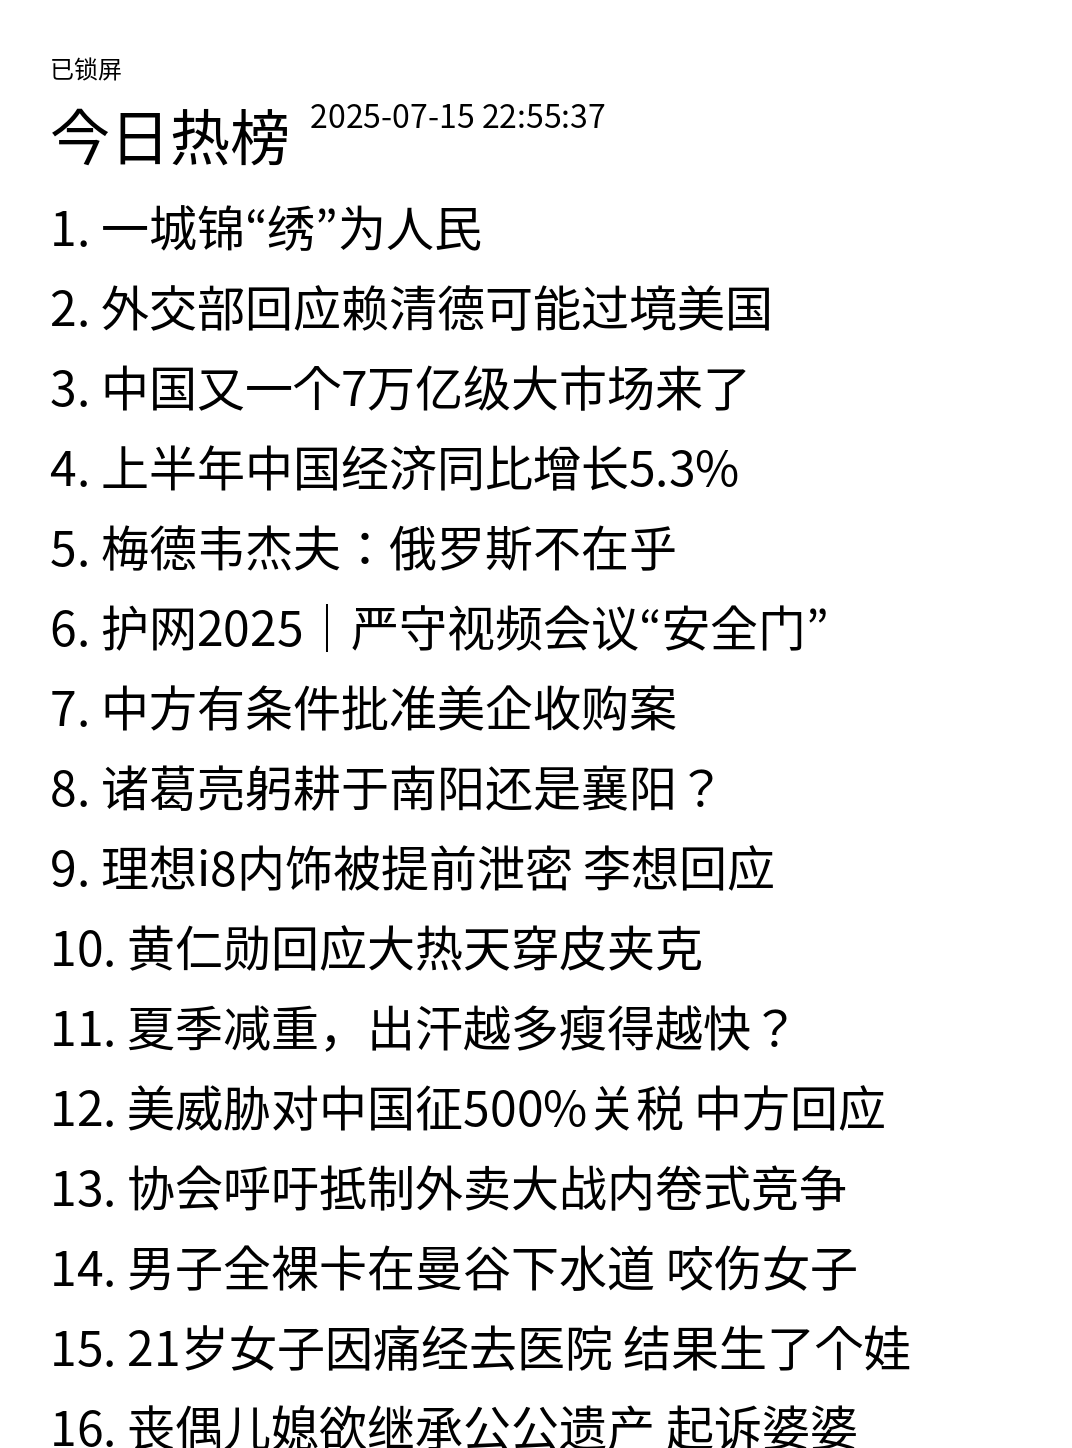 已锁屏
今日热榜 2025-07-15 22:55:37
1. 一城锦“绣”为人民
2. 外交部回应赖清德可能过境美国
3. 中国又一个7万亿级大市场来了
4. 上半年中国经济同比增长5.3%
5. 梅德韦杰夫：俄罗斯不在乎
6. 护网2025｜严守视频会议“安全门”
7. 中方有条件批准美企收购案
8. 诸葛亮躬耕于南阳还是襄阳？
9. 理想i8内饰被提前泄密 李想回应
10. 黄仁勋回应大热天穿皮夹克
11. 夏季减重，出汗越多瘦得越快？
12. 美威胁对中国征500%关税 中方回应
13. 协会呼吁抵制外卖大战内卷式竞争
14. 男子全裸卡在曼谷下水道 咬伤女子
15. 21岁女子因痛经去医院 结果生了个娃
16. 丧偶儿媳欲继承公公遗产 起诉婆婆